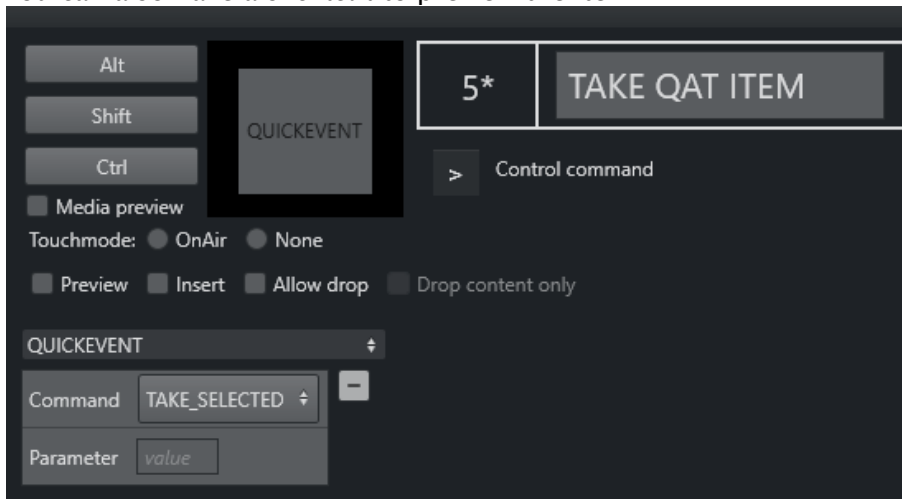 Alt
Shift
Ctrl
Media preview
QUICKEVENT
5*
TAKE QAT ITEM
> Control command
Touchmode: OnAir None
Preview Insert Allow drop Drop content only
QUICKEVENT
Command TAKE_SELECTED
Parameter value